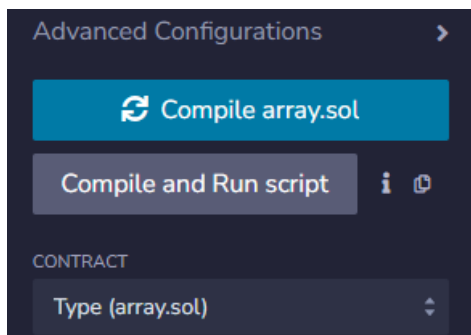 Advanced Configurations
Compile array.sol
Compile and Run script
CONTRACT
Type (array.sol)